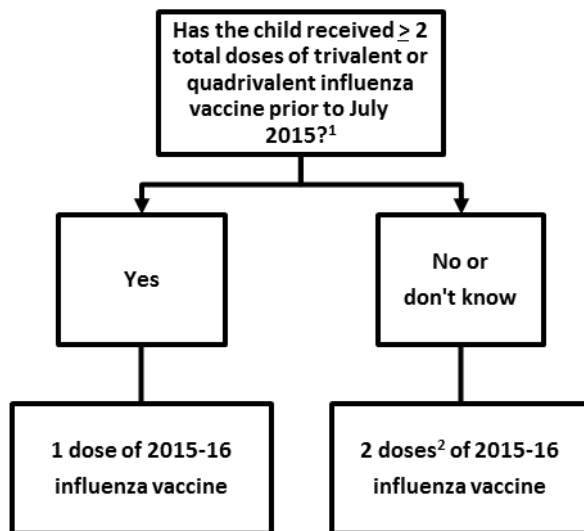 Has the child received ≥ 2
total doses of trivalent or
quadrivalent influenza
vaccine prior to July
2015?¹
Yes
No or
don't know
1 dose of 2015-16
influenza vaccine
2 doses² of 2015-16
influenza vaccine